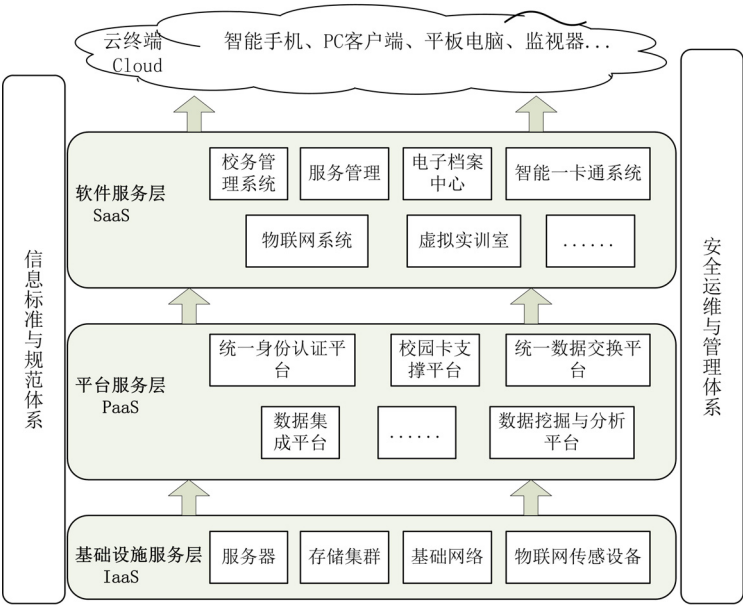 云终端 智能手机、PC客户端、平板电脑、监视器...
Cloud
信息标准与规范体系
安全运维与管理体系
软件服务层
SaaS
校务管
理系统
服务管理
电子档案
中心
智能一卡通系统
物联网系统
虚拟实训室
......
平台服务层
PaaS
统一身份认证平
台
校园卡支
撑平台
统一数据交换平
台
数据集
成平台
......
数据挖掘与分析
平台
基础设施服务层
IaaS
服务器
存储集群
基础网络
物联网传感设备